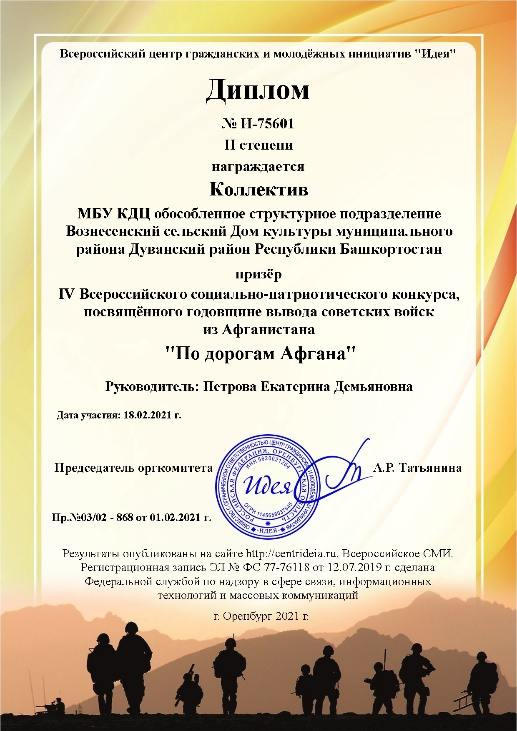 Всероссийский центр гражданских и молодёжных инициатив "Идея"
Диплом
№ И-75601
II степени
награждается
Коллектив
МБУ КДЦ обособленное структурное подразделение
Вознесенский сельский Дом культуры муниципального
района Дуванский район Республики Башкортостан
призёр
IV Всероссийского социально-патриотического конкурса,
посвящённого годовщине вывода советских войск
из Афганистана
"По дорогам Афгана"
Руководитель: Петрова Екатерина Демьяновна
Дата участия: 18.02.2021 г.
Председатель оргкомитета
Идея
А.Р. Татьянина
Пр.№03/02 - 868 от 01.02.2021 г.
Результаты опубликованы на сайте http://centrideia.ru. Всероссийское СМИ.
Регистрационная запись ЭЛ № ФС 77-76118 от 12.07.2019 г. сделана
Федеральной службой по надзору в сфере связи, информационных
технологий и массовых коммуникаций
г. Оренбург 2021 г.